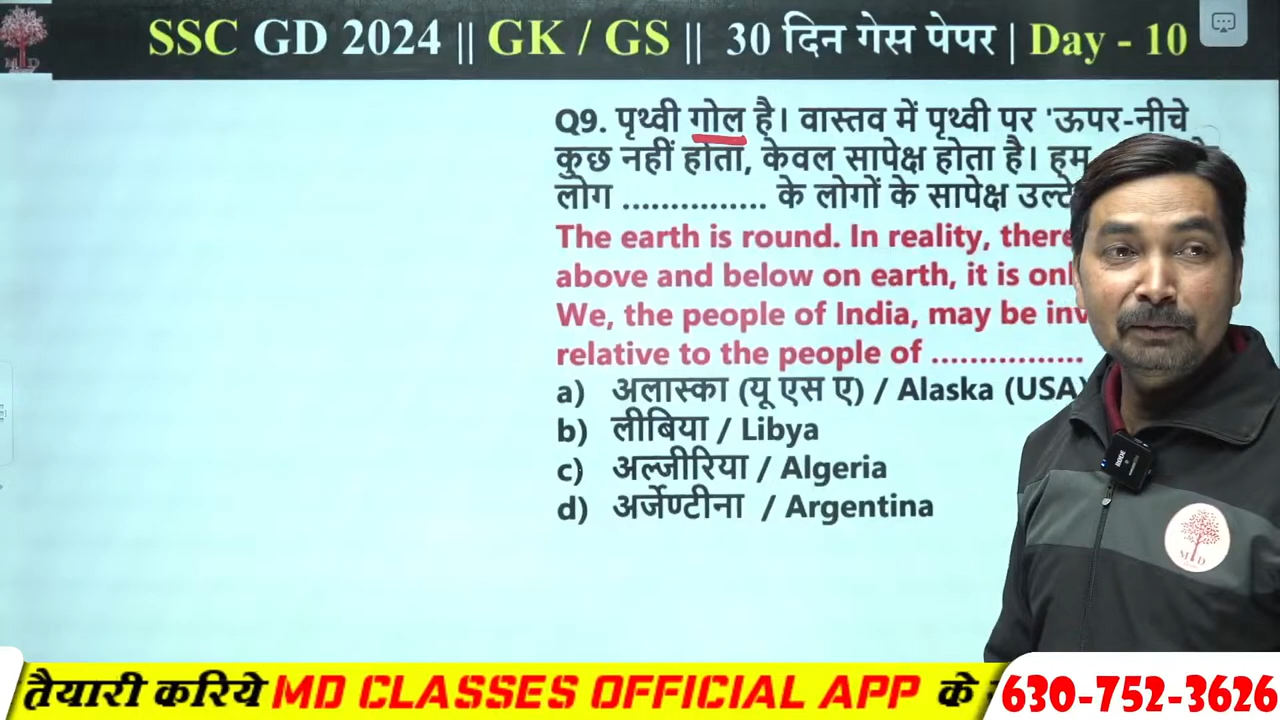 SSC GD 2024 || GK / GS || 30 दिन गेस पेपर | Day - 10
Q9. पृथ्वी गोल है। वास्तव में पृथ्वी पर 'ऊपर-नीचे
कुछ नहीं होता, केवल सापेक्ष होता है। हम
लोग ............... के लोगों के सापेक्ष उल्टे
The earth is round. In reality, there
above and below on earth, it is
We, the people of India, may be
relative to the people of ................
a) अलास्का (यू एस ए) / Alaska (USA)
b) लीबिया / Libya
c) अल्जीरिया / Algeria
d) अर्जेण्टीना / Argentina
MD
तैयारी करिये MD CLASSES OFFICIAL APP के
630-752-3626